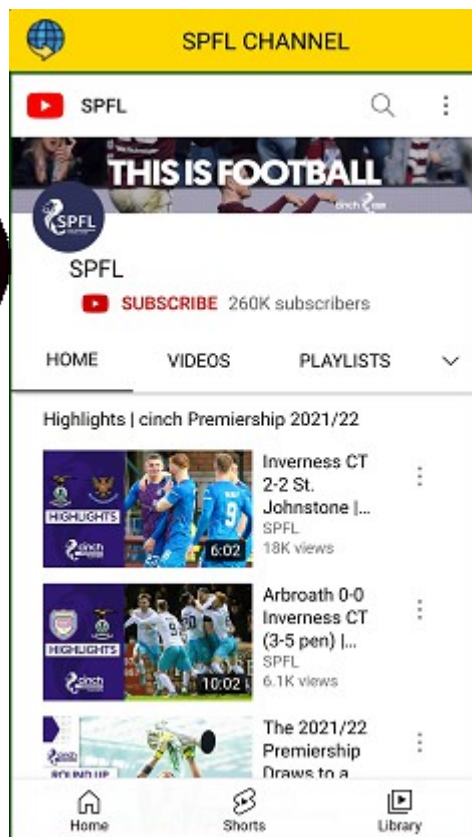 SPFL CHANNEL
SPFL
THIS IS FOOTBALL
cinch
SPFL
SPFL
SUBSCRIBE 260K subscribers
HOME VIDEOS PLAYLISTS
Highlights | cinch Premiership 2021/22
HIGHLIGHTS
cinch
9
6:02
Inverness CT
2-2 St.
Johnstone |...
SPFL
18K views
HIGHLIGHTS
cinch
10:02
Arbroath 0-0
Inverness CT
(3-5 pen) |...
SPFL
6.1K views
cinch
ROUND UP
The 2021/22
Premiership
Draws to a
Home Shorts Library